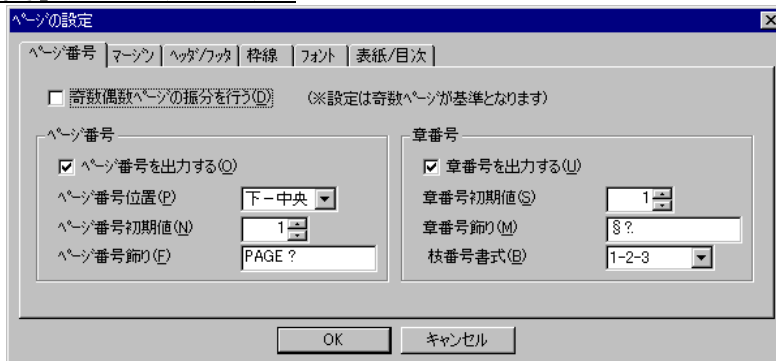 ページの設定
ページ番号 マージン ヘッダ/フッタ 枠線 フォント 表紙/目次
奇数偶数ページの振分を行う(D) (※設定は奇数ページが基準となります)
ページ番号
ページ番号を出力する(O)
ページ番号位置(P) 下-中央
ページ番号初期値(N) 1
ページ番号飾り(F) PAGE ?
章番号
章番号を出力する(U)
章番号初期値(S) 1
章番号飾り(M) §?.
枝番号書式(B) 1-2-3
OK キャンセル